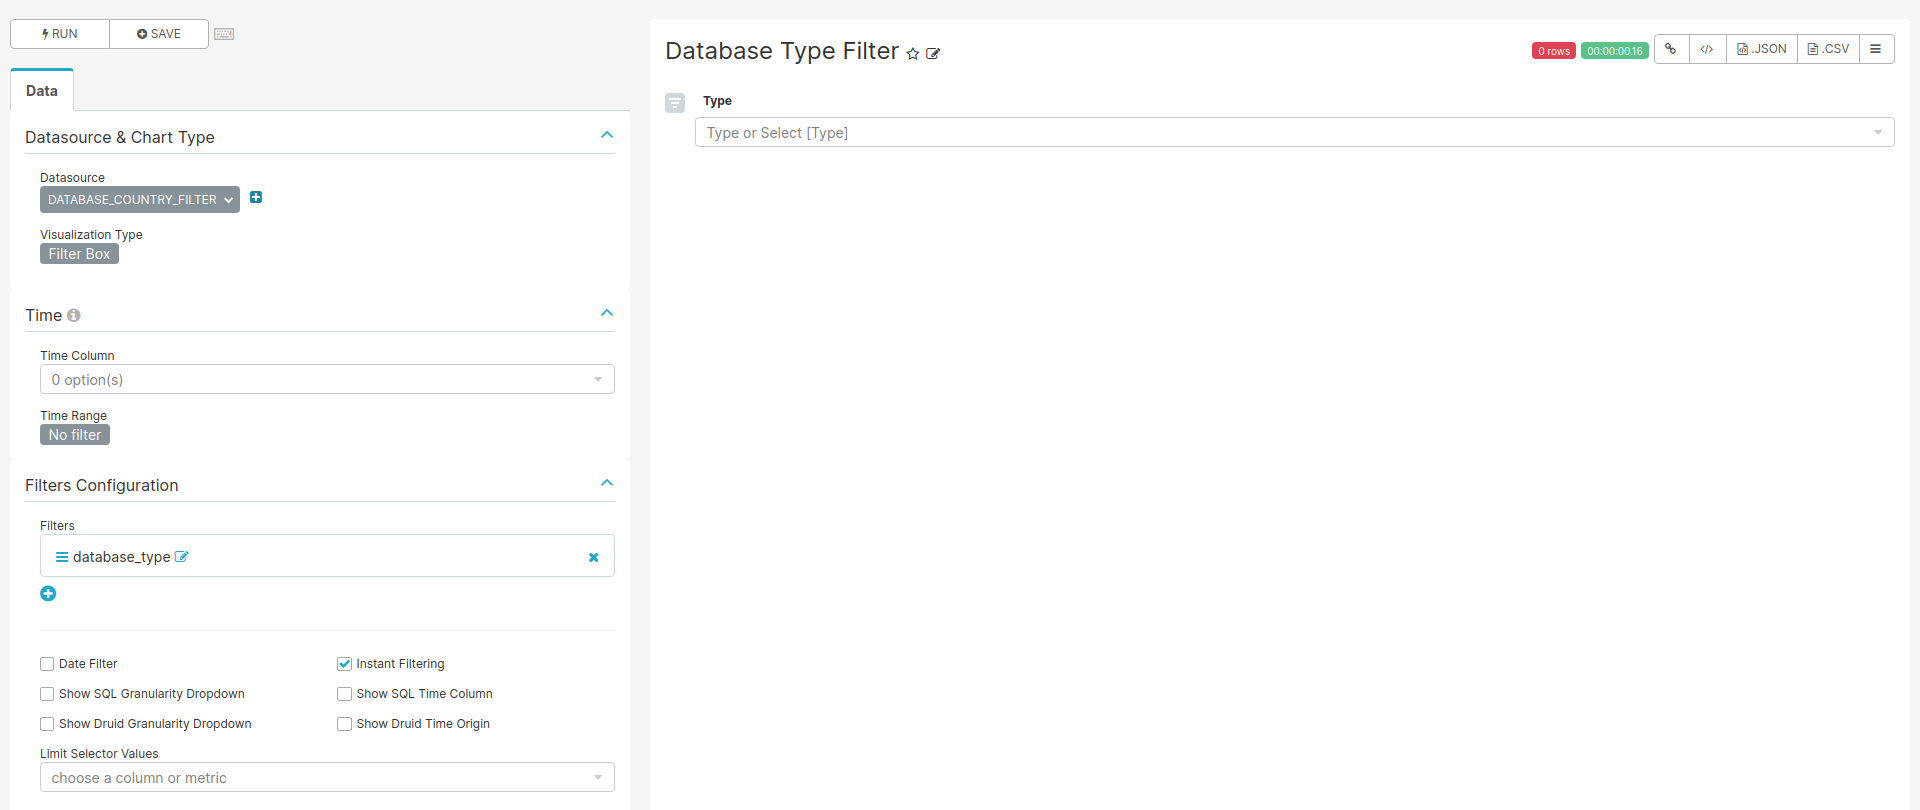 RUN
SAVE
Data
Datasource & Chart Type
Datasource
DATABASE_COUNTRY_FILTER
Visualization Type
Filter Box
Time
Time Column
0 option(s)
Time Range
No filter
Filters Configuration
Filters
database_type
Date Filter
Instant Filtering
Show SQL Granularity Dropdown
Show SQL Time Column
Show Druid Granularity Dropdown
Show Druid Time Origin
Limit Selector Values
choose a column or metric
Database Type Filter
0 rows
00:00:00.16
.JSON
.CSV
Type
Type or Select [Type]